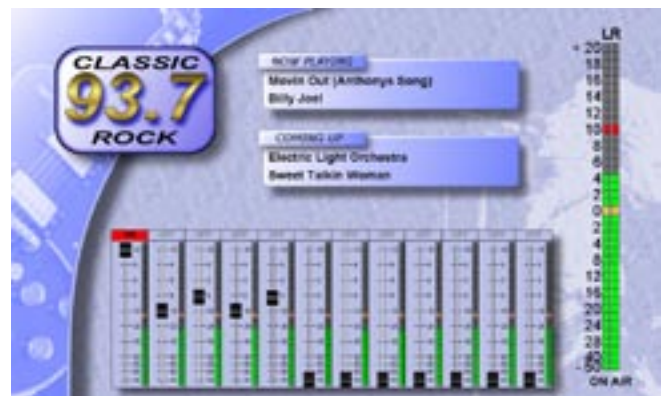 CLASSIC
93.7
ROCK
NOW PLAYING
Movin Out (Anthonys Song)
Billy Joel
COMING UP
Electric Light Orchestra
Sweet Talkin Woman
LR
+ 20
18
16
14
12
10
8
6
4
2
0
2
4
8
12
16
20
24
28
40
- 50
ON AIR